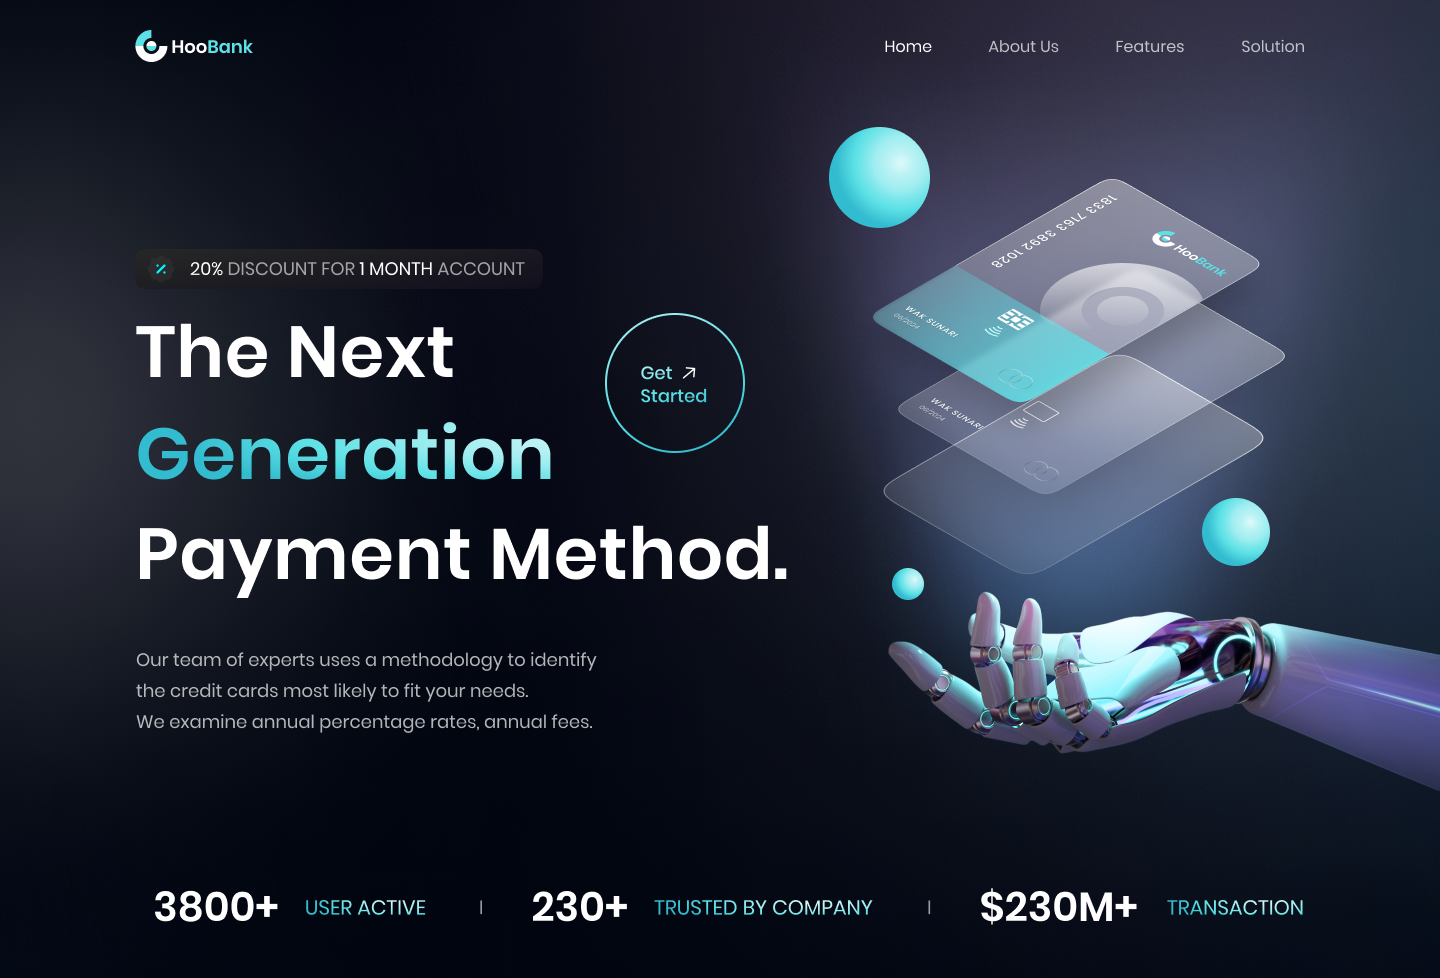 HooBank
Home
About Us
Features
Solution
20% DISCOUNT FOR 1 MONTH ACCOUNT
The Next
Generation
Payment Method.
Get
Started
Our team of experts uses a methodology to identify
the credit cards most likely to fit your needs.
We examine annual percentage rates, annual fees.
1833 7163 3892 1028
HooBank
WAK SUNARI
06/2024
WAK SUNARI
06/2024
3800+ USER ACTIVE
230+ TRUSTED BY COMPANY
$230M+ TRANSACTION